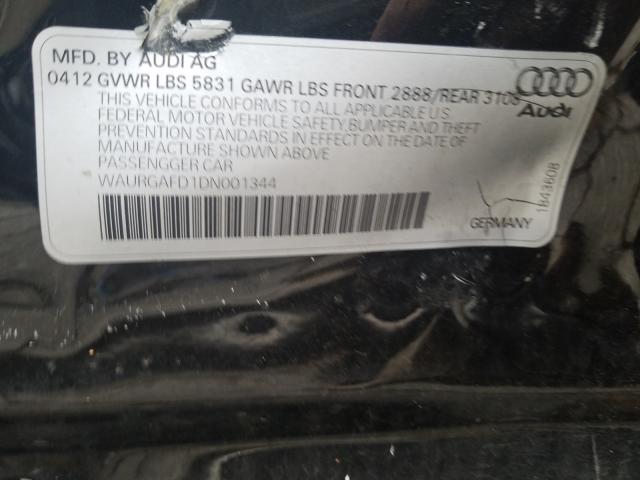 MFD. BY AUDI AG
0412 GVWR LBS 5831 GAWR LBS FRONT 2888/REAR 3108
THIS VEHICLE CONFORMS TO ALL APPLICABLE U.S.
FEDERAL MOTOR VEHICLE SAFETY,BUMPER AND THEFT
PREVENTION STANDARDS IN EFFECT ON THE DATE OF
MANUFACTURE SHOWN ABOVE
PASSENGGER CAR
WAURGAFD1DN001344
Audi
1843608
GERMANY